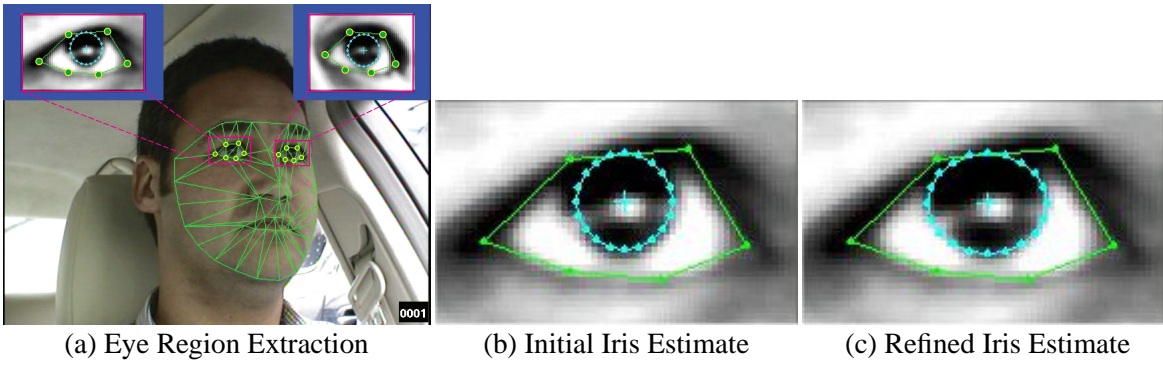 0001
(a) Eye Region Extraction
(b) Initial Iris Estimate
(c) Refined Iris Estimate